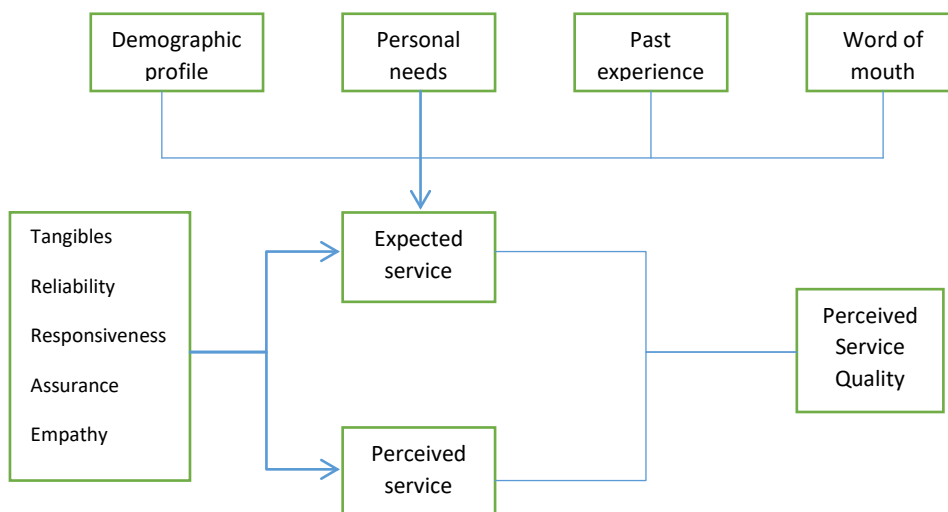 Demographic
profile
Personal
needs
Past
experience
Word of
mouth
Tangibles
Reliability
Responsiveness
Assurance
Empathy
Expected
service
Perceived
service
Perceived
Service
Quality